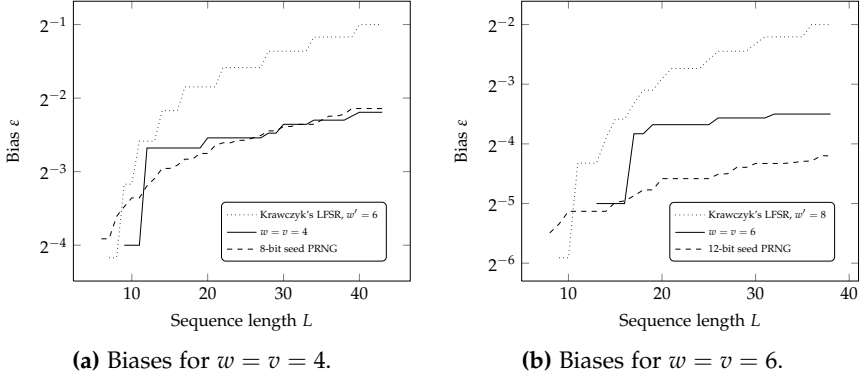 2⁻¹
2⁻²
2⁻³
2⁻⁴
Bias ε
10 20 30 40
Sequence length L
Krawczyk's LFSR, w′ = 6
w = v = 4
8-bit seed PRNG
(a) Biases for w = v = 4.
2⁻²
2⁻³
2⁻⁴
2⁻⁵
2⁻⁶
Bias ε
10 20 30 40
Sequence length L
Krawczyk's LFSR, w′ = 8
w = v = 6
12-bit seed PRNG
(b) Biases for w = v = 6.